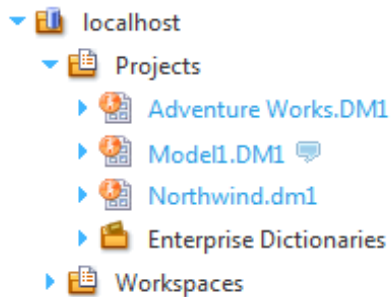 localhost
Projects
Adventure Works.DM1
Model1.DM1
Northwind.dm1
Enterprise Dictionaries
Workspaces